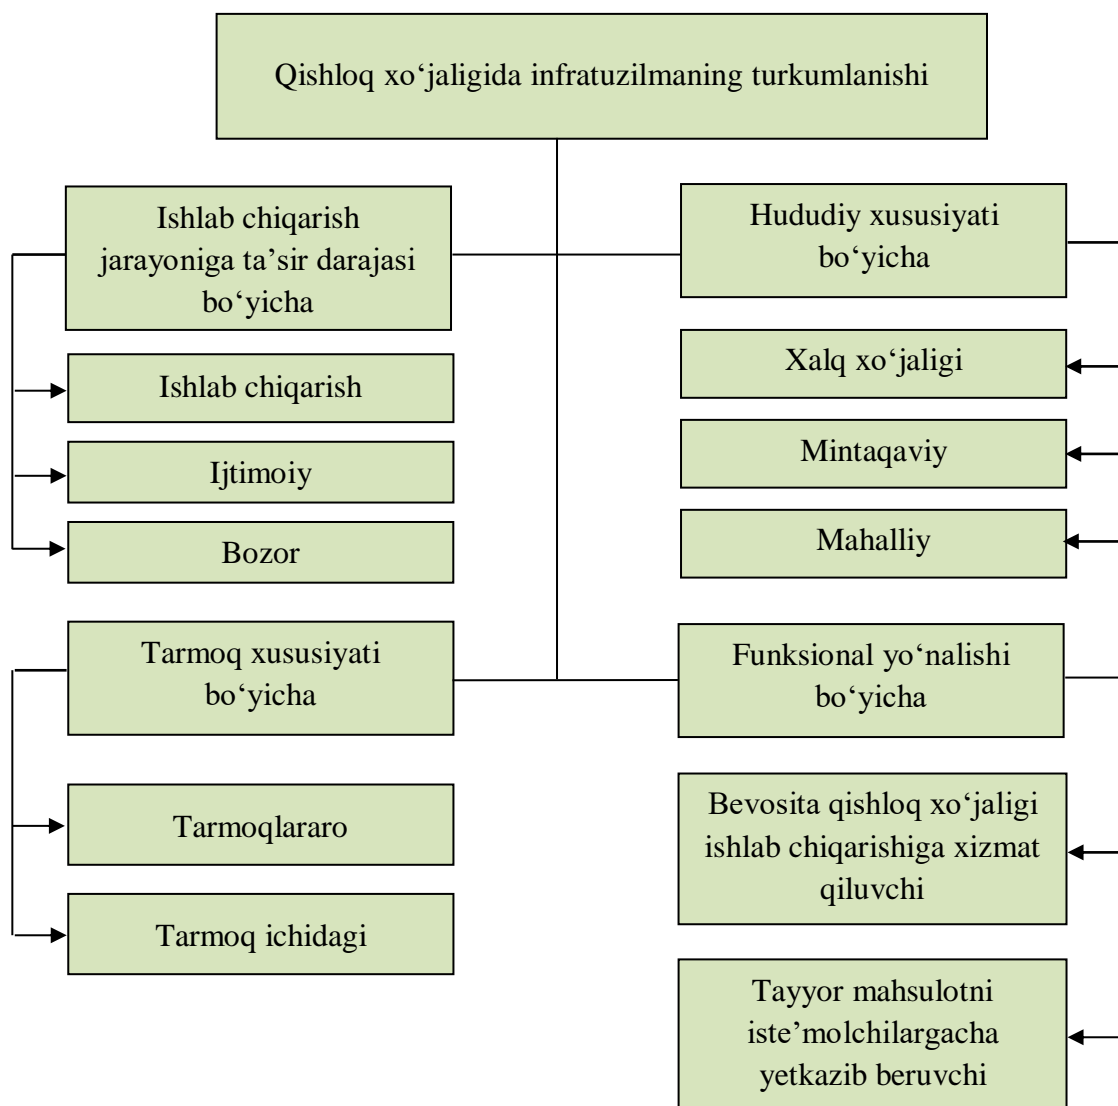 Qishloq xo‘jaligida infratuzilmaning turkumlanishi
Ishlab chiqarish
jarayoniga ta’sir darajasi
bo‘yicha
Ishlab chiqarish
Ijtimoiy
Bozor
Hududiy xususiyati
bo‘yicha
Xalq xo‘jaligi
Mintaqaviy
Mahalliy
Tarmoq xususiyati
bo‘yicha
Tarmoqlararo
Tarmoq ichidagi
Funksional yo‘nalishi
bo‘yicha
Bevosita qishloq xo‘jaligi
ishlab chiqarishiga xizmat
qiluvchi
Tayyor mahsulotni
iste’molchilargacha
yetkazib beruvchi